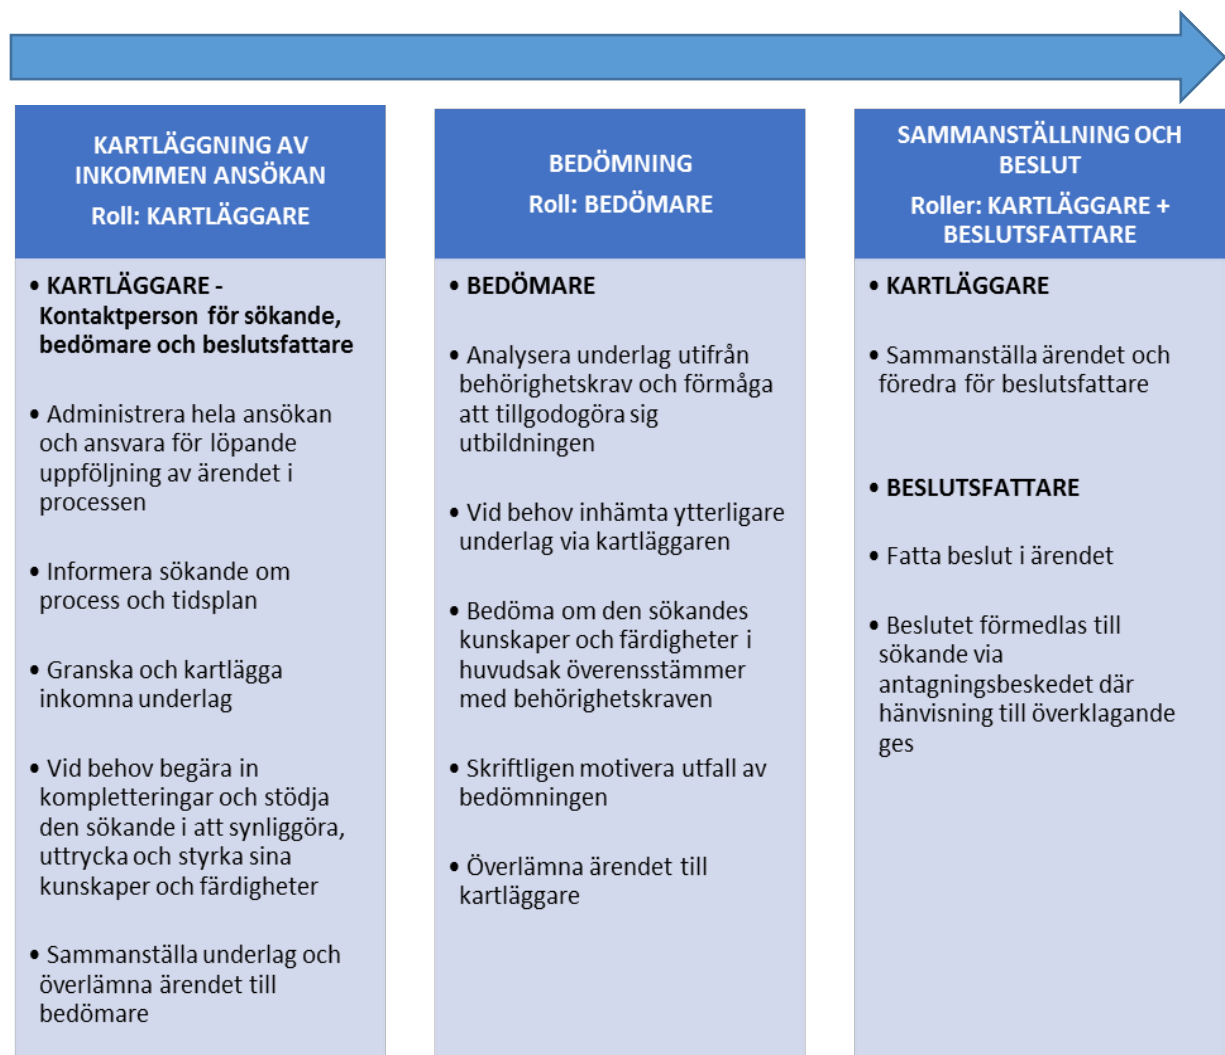 KARTLÄGGNING AV
INKOMMEN ANSÖKAN
Roll: KARTLÄGGARE
• KARTLÄGGARE -
Kontaktperson för sökande,
bedömare och beslutsfattare
• Administrera hela ansökan
och ansvara för löpande
uppföljning av ärendet i
processen
• Informera sökande om
process och tidsplan
• Granska och kartlägga
inkomna underlag
• Vid behov begära in
kompletteringar och stödja
den sökande i att synliggöra,
uttrycka och styrka sina
kunskaper och färdigheter
• Sammanställa underlag och
överlämna ärendet till
bedömare
BEDÖMNING
Roll: BEDÖMARE
• BEDÖMARE
• Analysera underlag utifrån
behörighetskrav och förmåga
att tillgodogöra sig
utbildningen
• Vid behov inhämta ytterligare
underlag via kartläggaren
• Bedöma om den sökandes
kunskaper och färdigheter i
huvudsak överensstämmer
med behörighetskraven
• Skriftligen motivera utfall av
bedömningen
• Överlämna ärendet till
kartläggare
SAMMANSTÄLLNING OCH
BESLUT
Roller: KARTLÄGGARE +
BESLUTSFATTARE
• KARTLÄGGARE
• Sammanställa ärendet och
föredra för beslutsfattare
• BESLUTSFATTARE
• Fatta beslut i ärendet
• Beslutet förmedlas till
sökande via
antagningsbeskedet där
hänvisning till överklagande
ges